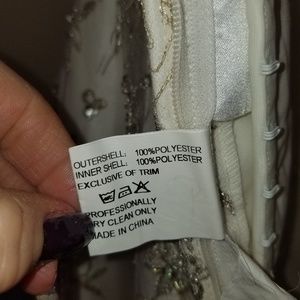 OUTERSHELL: 100%POLYESTER
INNER SHELL: 100%POLYESTER
EXCLUSIVE OF TRIM
PROFESSIONALLY
DRY CLEAN ONLY
MADE IN CHINA